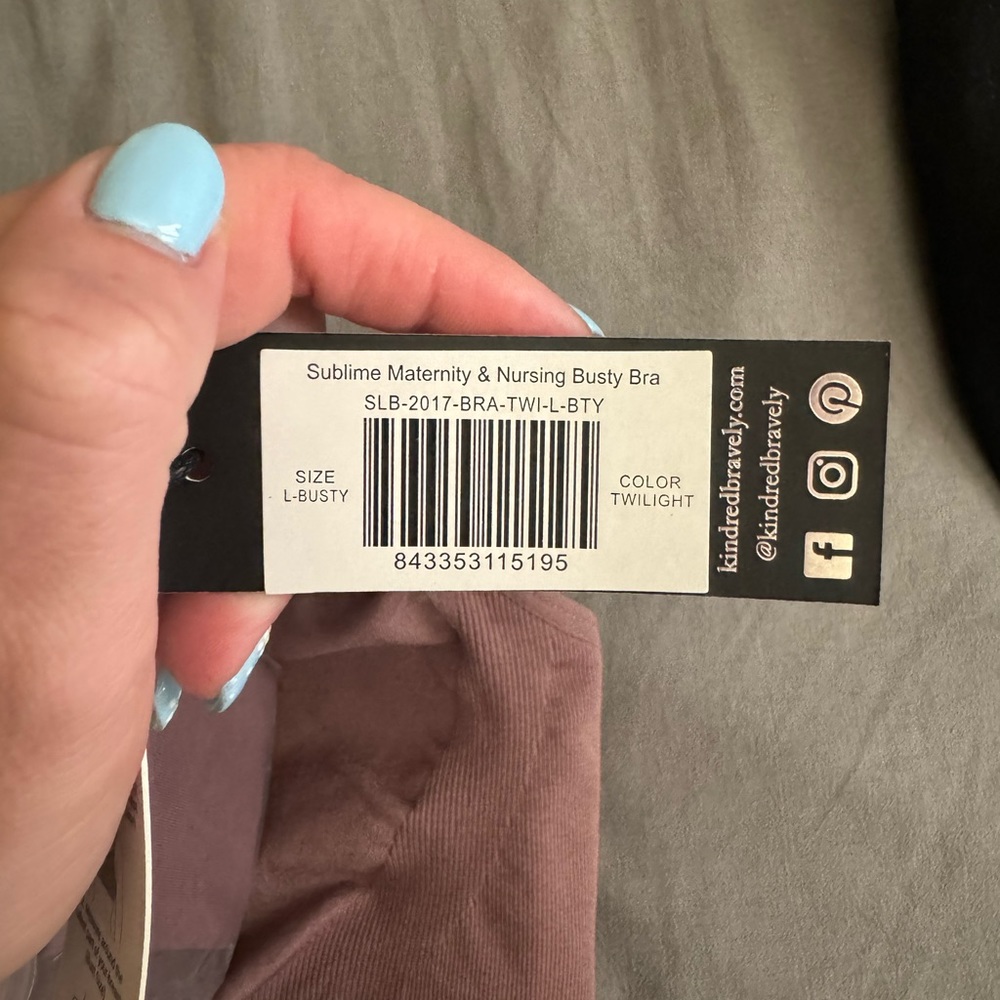 Sublime Maternity & Nursing Busty Bra
SLB-2017-BRA-TWI-L-BTY
SIZE
L-BUSTY
COLOR
TWILIGHT
843353115195
kindredbravely.com
@kindredbravely